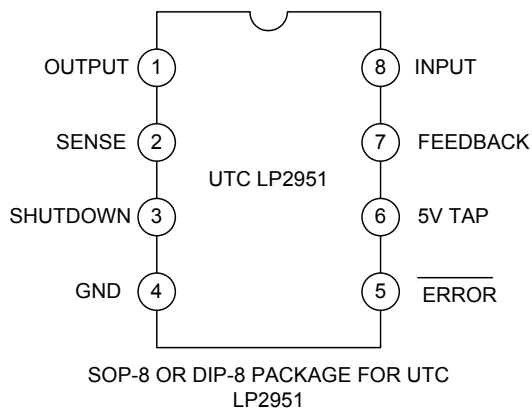 OUTPUT 1 8 INPUT
SENSE 2 7 FEEDBACK
UTC LP2951
SHUTDOWN 3 6 5V TAP
GND 4 5 ERROR
SOP-8 OR DIP-8 PACKAGE FOR UTC
LP2951